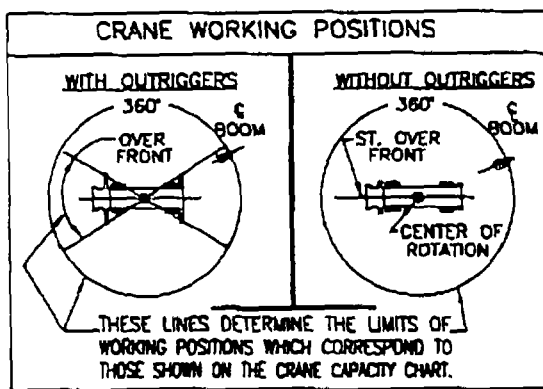 CRANE WORKING POSITIONS
WITH OUTRIGGERS
360°
℄
BOOM
OVER
FRONT
WITHOUT OUTRIGGERS
360°
℄
BOOM
ST. OVER
FRONT
CENTER OF
ROTATION
THESE LINES DETERMINE THE LIMITS OF
WORKING POSITIONS WHICH CORRESPOND TO
THOSE SHOWN ON THE CRANE CAPACITY CHART.